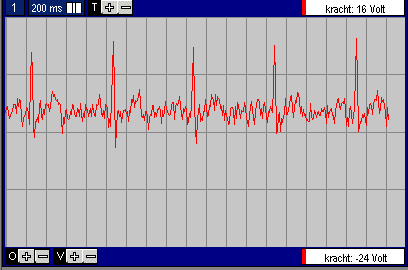 1 200 ms T + − kracht: 16 Volt
O + − V + − kracht: -24 Volt